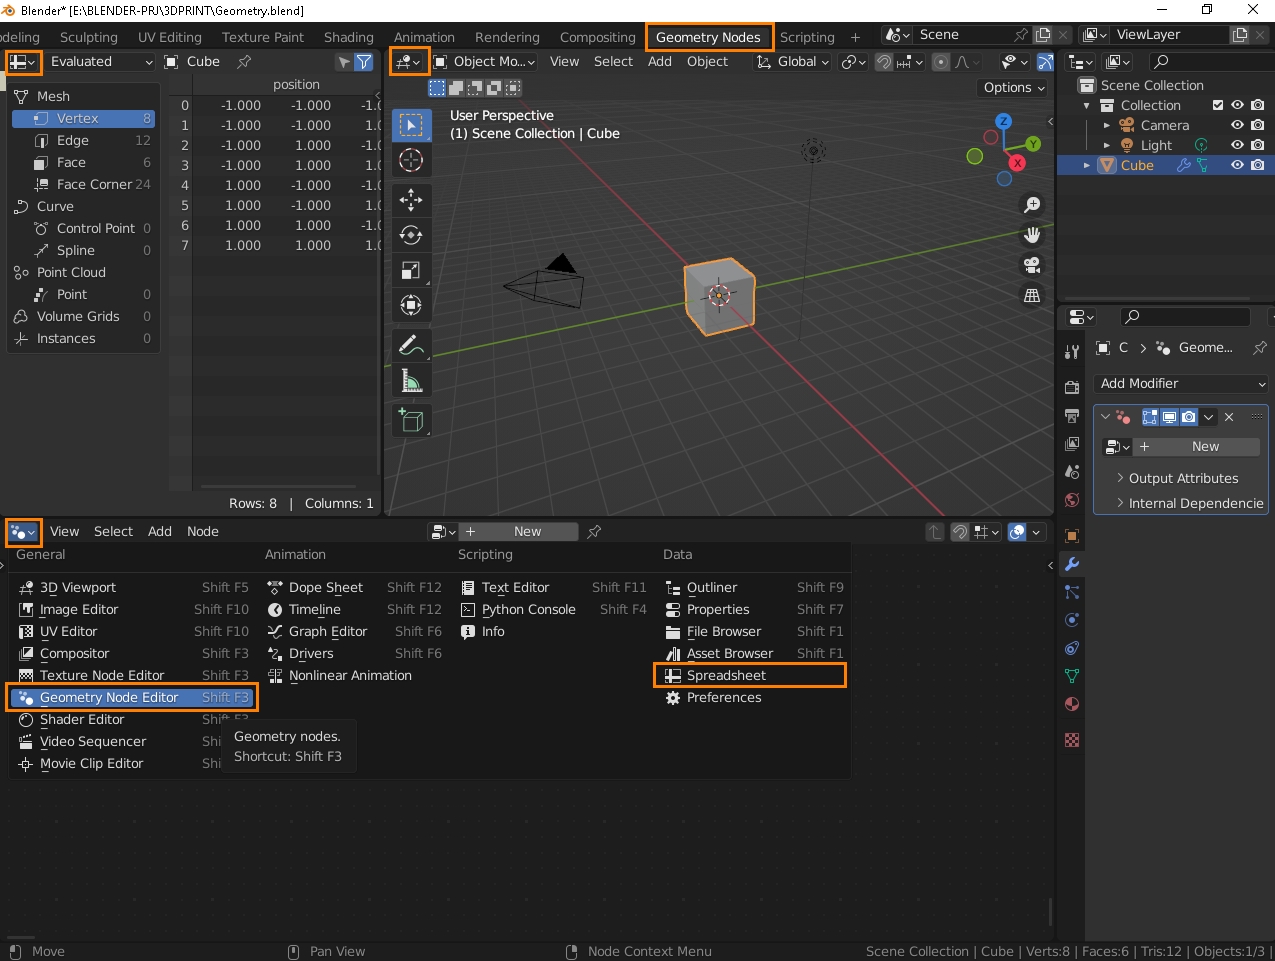 Blender* [E:\BLENDER-PRJ\3DPRINT\Geometry.blend]
deling Sculpting UV Editing Texture Paint Shading Animation Rendering Compositing Geometry Nodes Scripting + Scene ViewLayer
Evaluated Cube Object Mo... View Select Add Object Global
Options
position
Mesh
Vertex 8
Edge 12
Face 6
Face Corner 24
Curve
Control Point 0
Spline 0
Point Cloud
Point 0
Volume Grids 0
Instances 0
0 -1.000 -1.000 -1.0
1 -1.000 -1.000 1.0
2 -1.000 1.000 -1.0
3 -1.000 1.000 1.0
4 1.000 -1.000 -1.0
5 1.000 -1.000 1.0
6 1.000 1.000 -1.0
7 1.000 1.000 1.0
Rows: 8 | Columns: 1
User Perspective
(1) Scene Collection | Cube
Z
Y
X
Scene Collection
Collection
Camera
Light
Cube
C > Geome...
Add Modifier
+ New
Output Attributes
Internal Dependencie
View Select Add Node + New
General
3D Viewport Shift F5
Image Editor Shift F10
UV Editor Shift F10
Compositor Shift F3
Texture Node Editor Shift F3
Geometry Node Editor Shift F3
Shader Editor Shift F3
Video Sequencer Shi
Movie Clip Editor Shi
Geometry nodes.
Shortcut: Shift F3
Animation
Dope Sheet Shift F12
Timeline Shift F12
Graph Editor Shift F6
Drivers Shift F6
Nonlinear Animation
Scripting
Text Editor Shift F11
Python Console Shift F4
Info
Data
Outliner Shift F9
Properties Shift F7
File Browser Shift F1
Asset Browser Shift F1
Spreadsheet
Preferences
Move Pan View Node Context Menu Scene Collection | Cube | Verts:8 | Faces:6 | Tris:12 | Objects:1/3 |